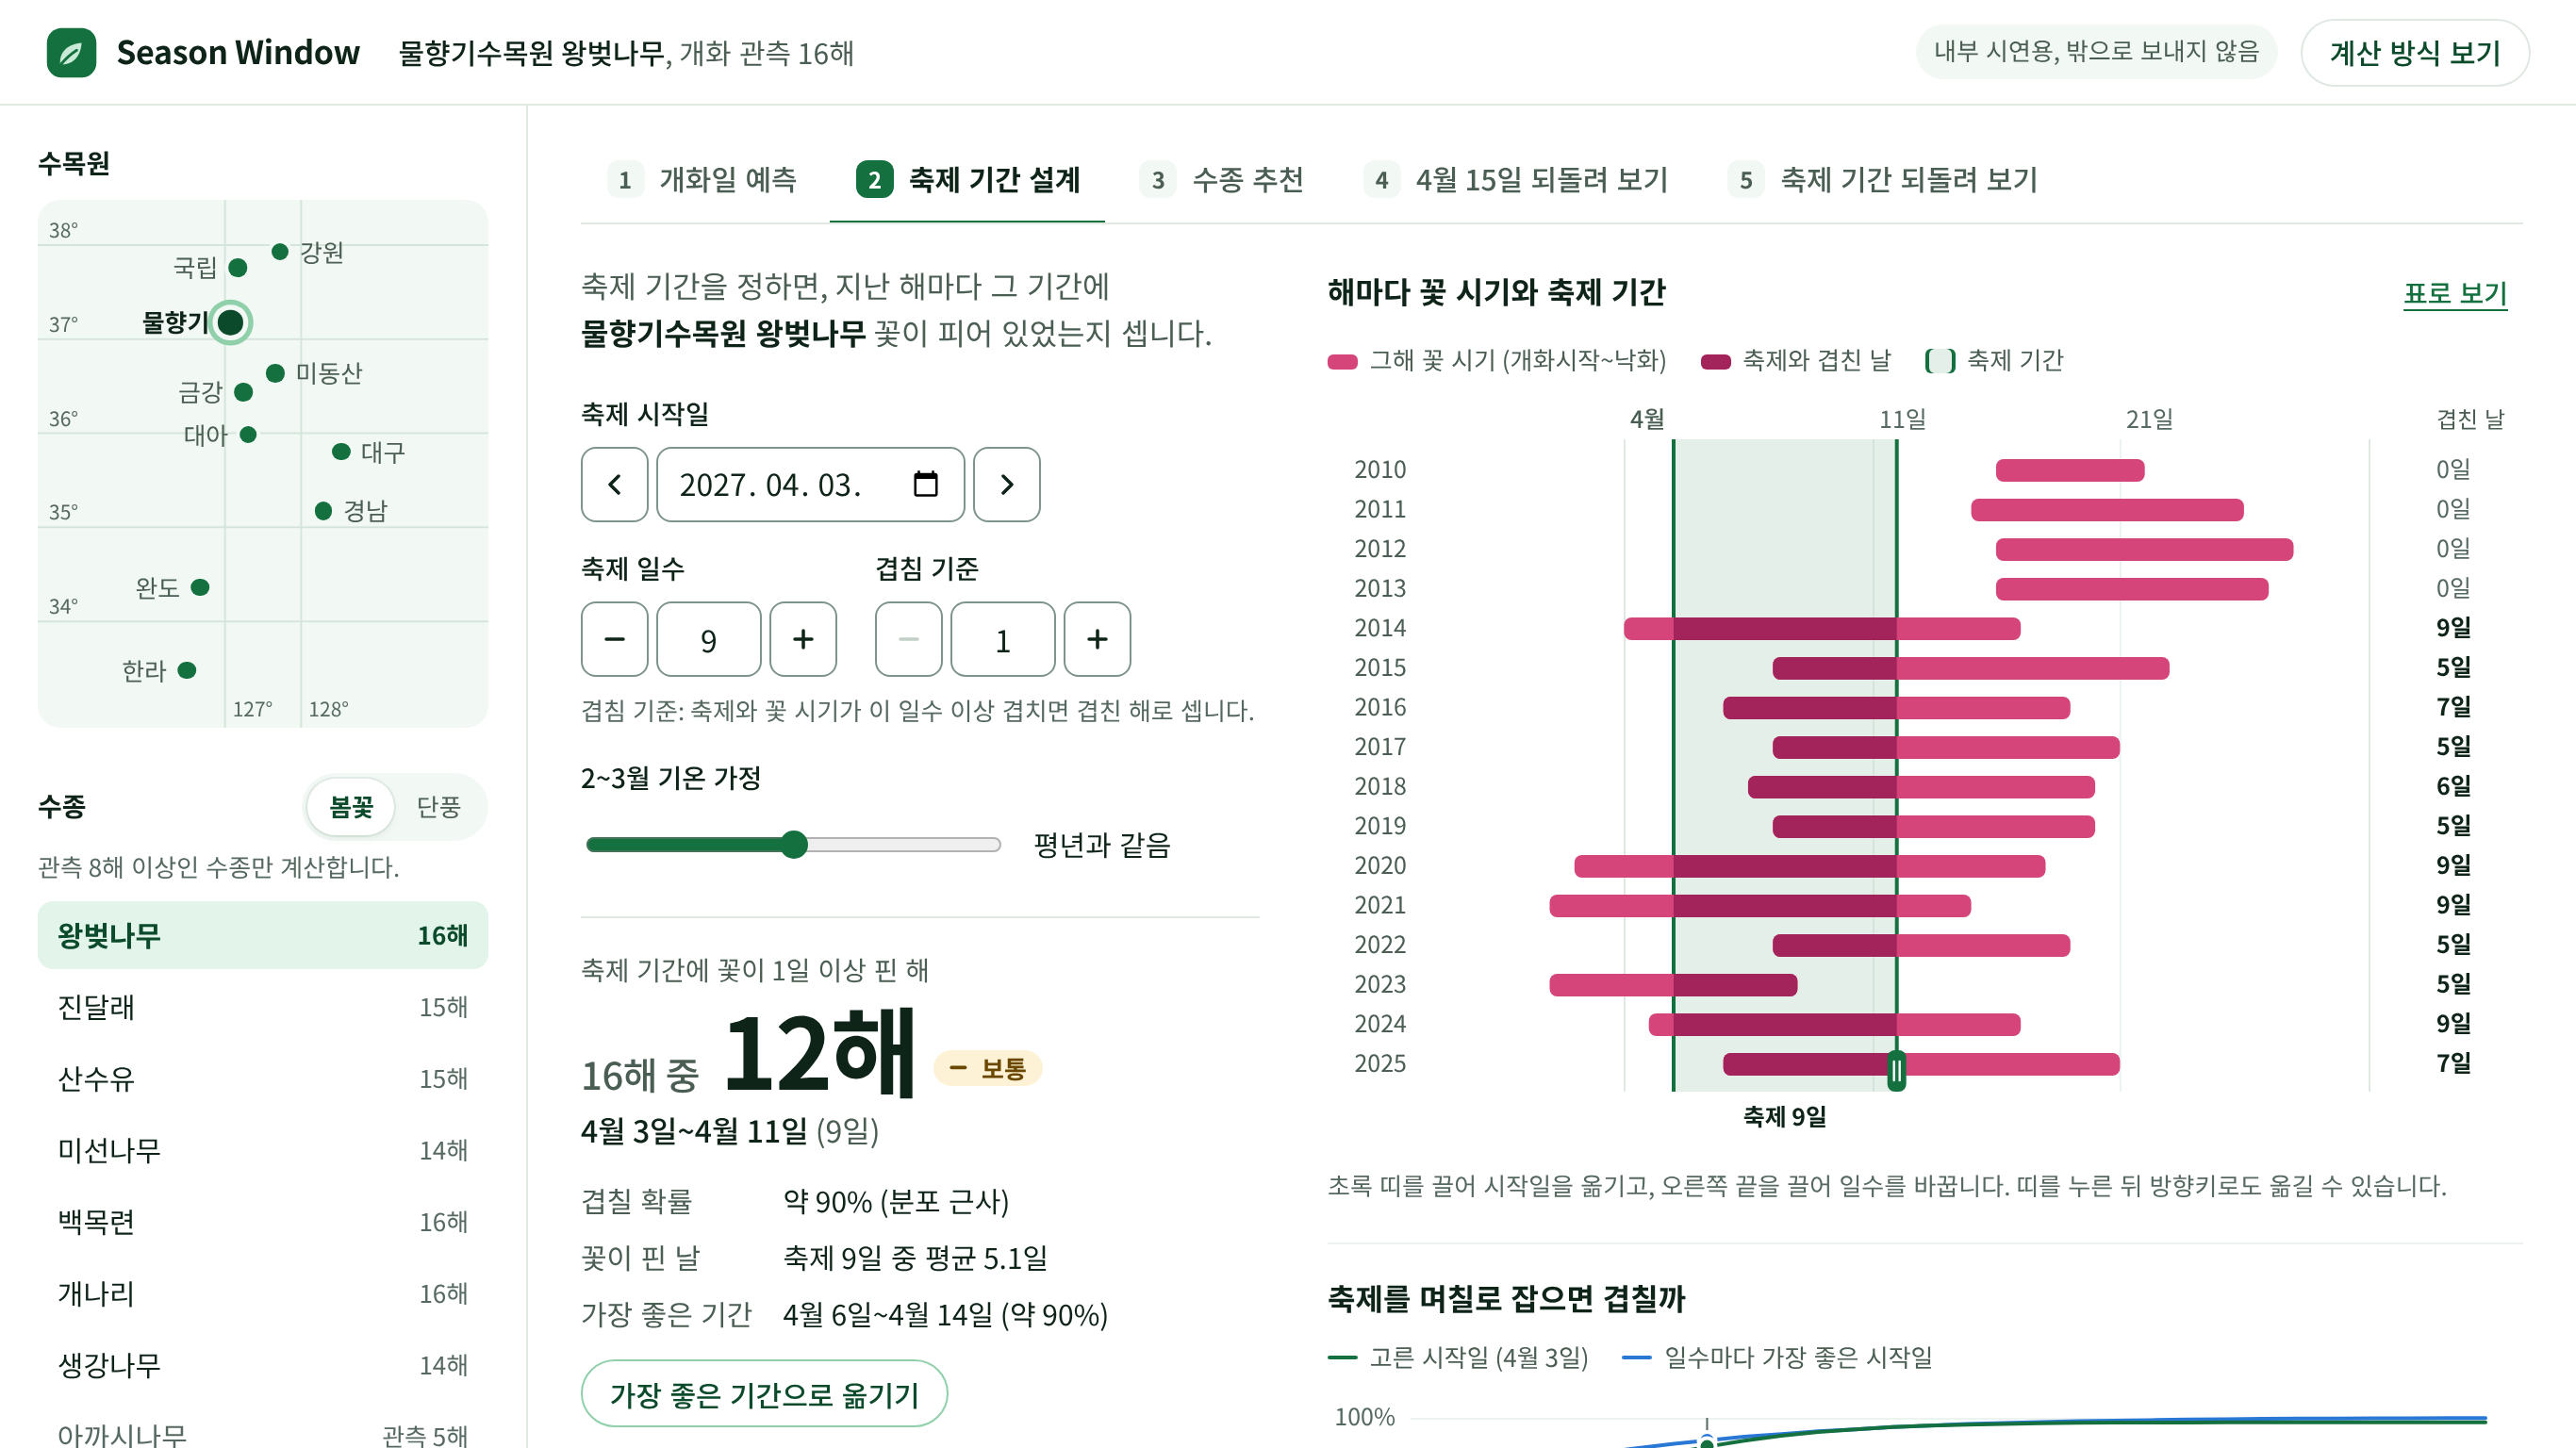 Season Window
물향기수목원 왕벚나무, 개화 관측 16해
내부 시연용, 밖으로 보내지 않음
계산 방식 보기
수목원
38°
37°
36°
35°
34°
127°
128°
강원
국립
물향기
미동산
금강
대아
대구
경남
완도
한라
수종
봄꽃
단풍
관측 8해 이상인 수종만 계산합니다.
왕벚나무 16해
진달래 15해
산수유 15해
미선나무 14해
백목련 16해
개나리 16해
생강나무 14해
아까시나무 관측 5해
1 개화일 예측
2 축제 기간 설계
3 수종 추천
4 4월 15일 되돌려 보기
5 축제 기간 되돌려 보기
축제 기간을 정하면, 지난 해마다 그 기간에
물향기수목원 왕벚나무 꽃이 피어 있었는지 셉니다.
축제 시작일
2027. 04. 03.
축제 일수
9
겹침 기준
1
겹침 기준: 축제와 꽃 시기가 이 일수 이상 겹치면 겹친 해로 셉니다.
2~3월 기온 가정
평년과 같음
축제 기간에 꽃이 1일 이상 핀 해
16해 중 12해 보통
4월 3일~4월 11일 (9일)
겹칠 확률 약 90% (분포 근사)
꽃이 핀 날 축제 9일 중 평균 5.1일
가장 좋은 기간 4월 6일~4월 14일 (약 90%)
가장 좋은 기간으로 옮기기
해마다 꽃 시기와 축제 기간
표로 보기
그해 꽃 시기 (개화시작~낙화)
축제와 겹친 날
축제 기간
4월 11일 21일 겹친 날
2010 0일
2011 0일
2012 0일
2013 0일
2014 9일
2015 5일
2016 7일
2017 5일
2018 6일
2019 5일
2020 9일
2021 9일
2022 5일
2023 5일
2024 9일
2025 7일
축제 9일
초록 띠를 끌어 시작일을 옮기고, 오른쪽 끝을 끌어 일수를 바꿉니다. 띠를 누른 뒤 방향키로도 옮길 수 있습니다.
축제를 며칠로 잡으면 겹칠까
고른 시작일 (4월 3일)
일수마다 가장 좋은 시작일
100%